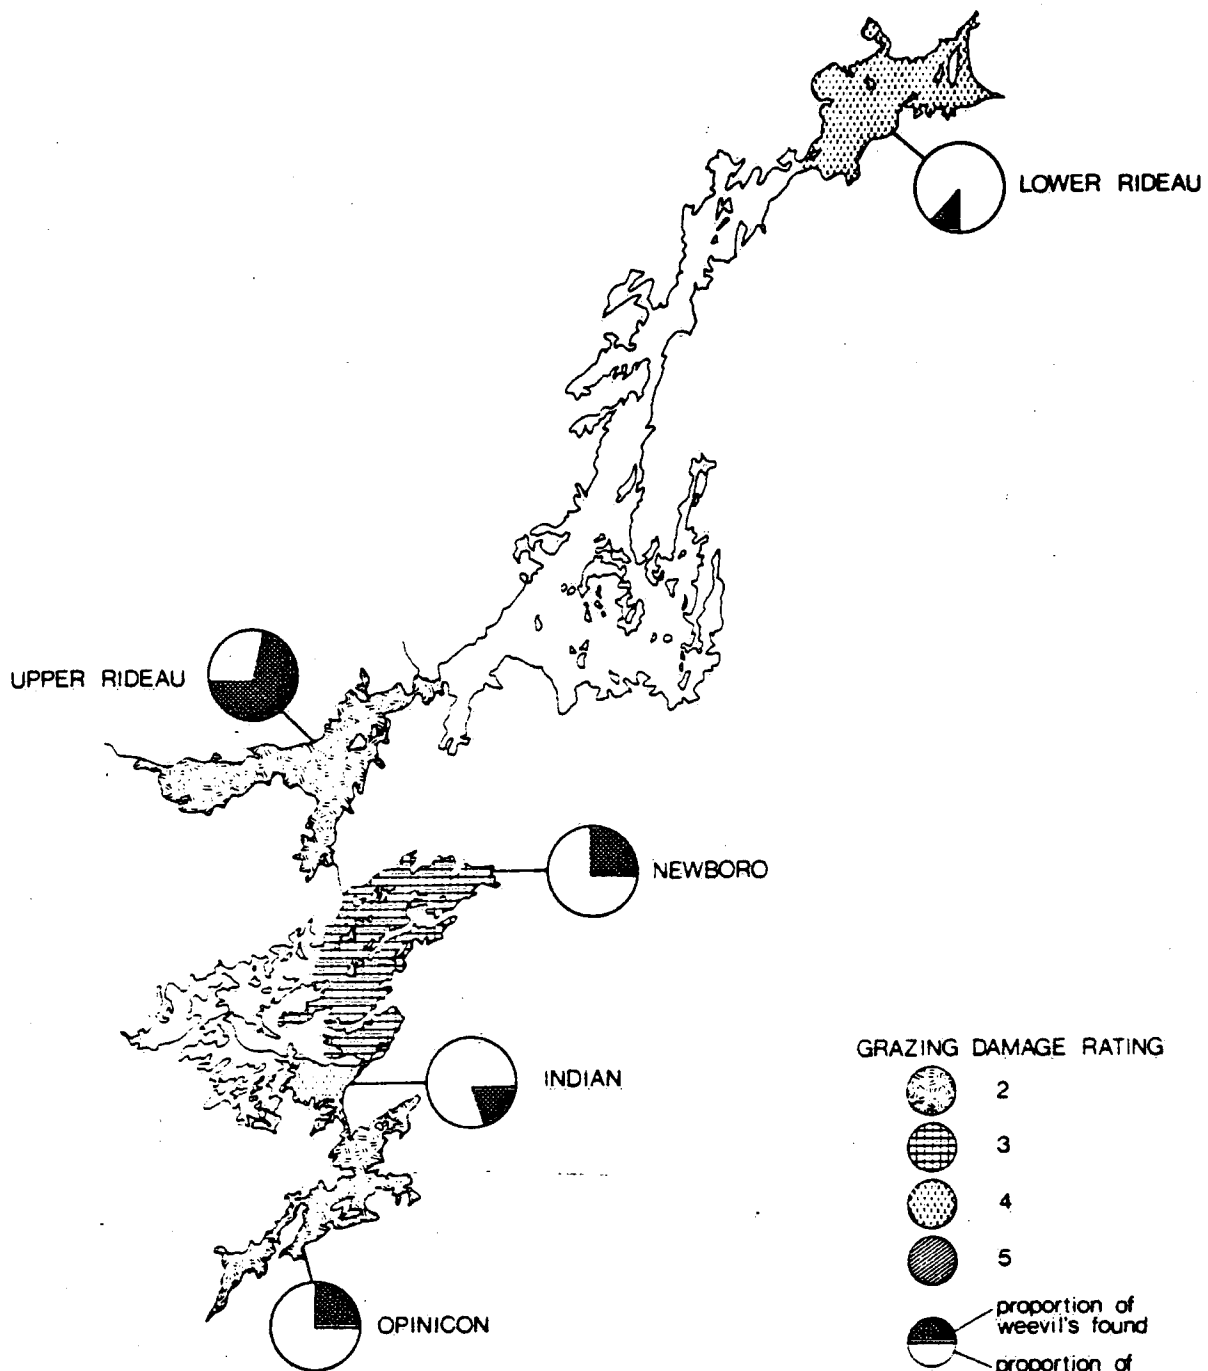 LOWER RIDEAU
UPPER RIDEAU
NEWBORO
INDIAN
OPINICON
GRAZING DAMAGE RATING
2
3
4
5
proportion of
weevil's found
proportion of